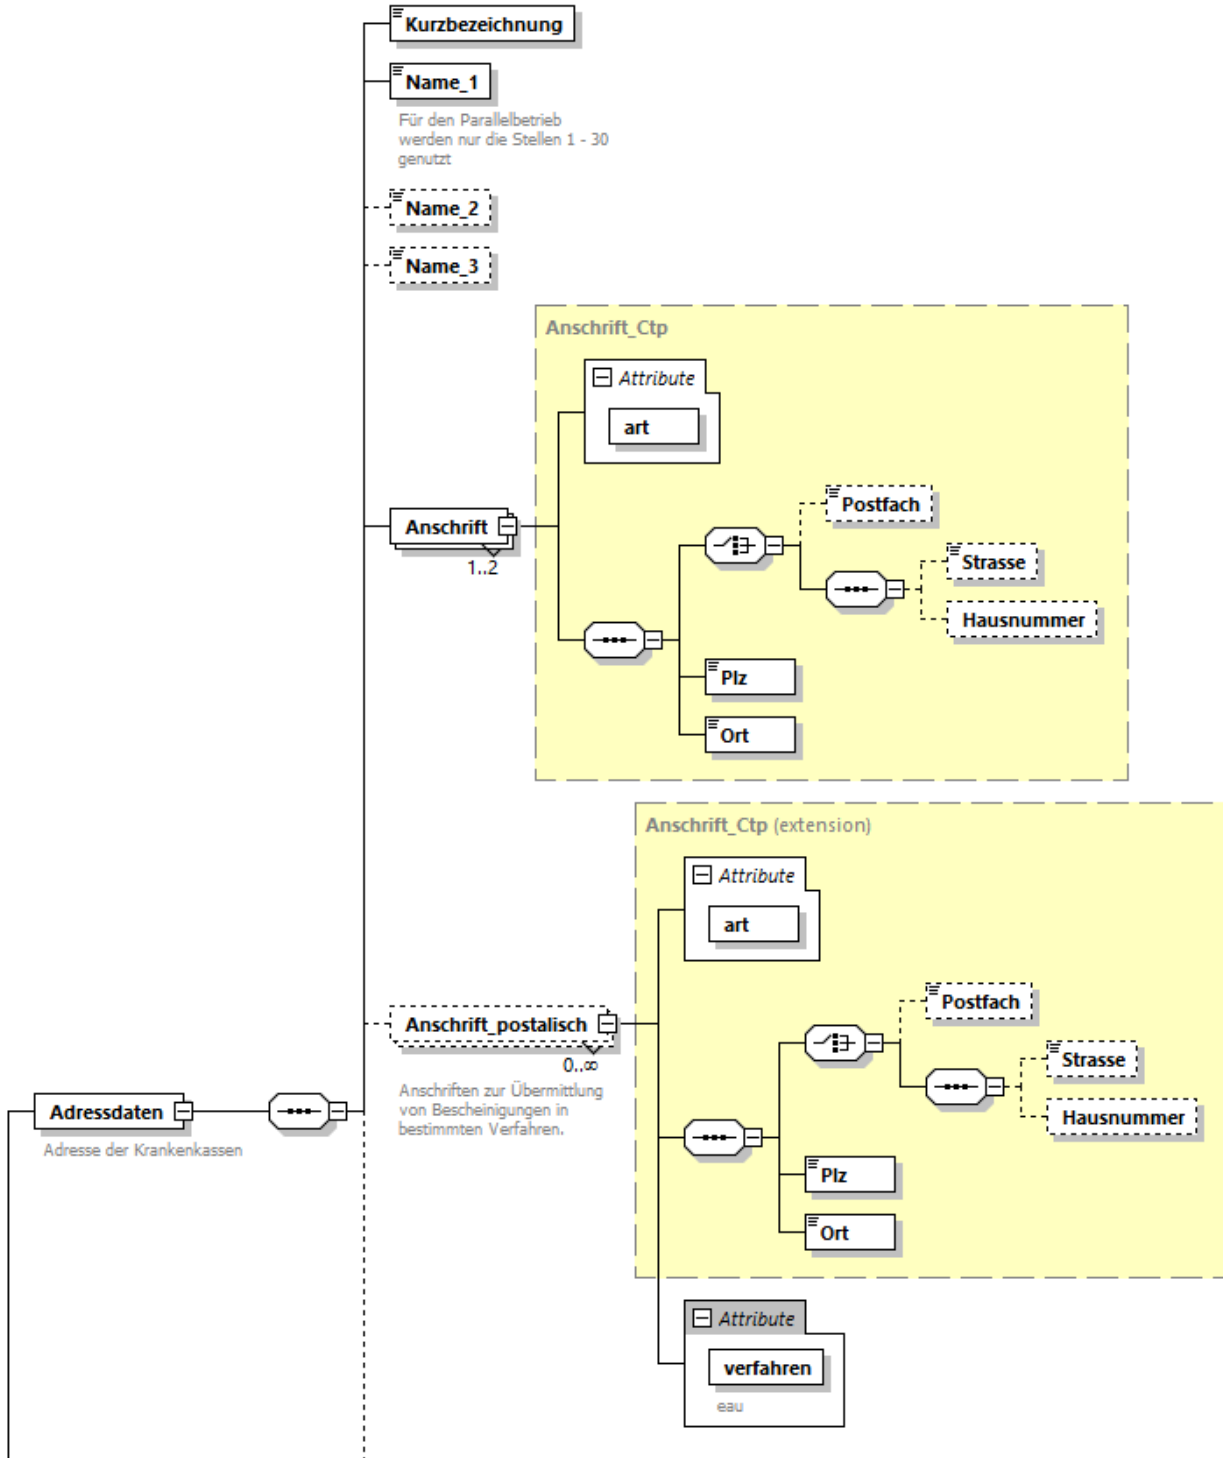 Kurzbezeichnung
Name_1
Für den Parallelbetrieb
werden nur die Stellen 1 - 30
genutzt
Name_2
Name_3
Anschrift_Ctp
Attribute
art
Anschrift
1..2
Postfach
Strasse
Hausnummer
Plz
Ort
Anschrift_Ctp (extension)
Attribute
art
Anschrift_postalisch
0..∞
Anschriften zur Übermittlung
von Bescheinigungen in
bestimmten Verfahren.
Postfach
Strasse
Hausnummer
Plz
Ort
Adressdaten
Adresse der Krankenkassen
Attribute
verfahren
eau